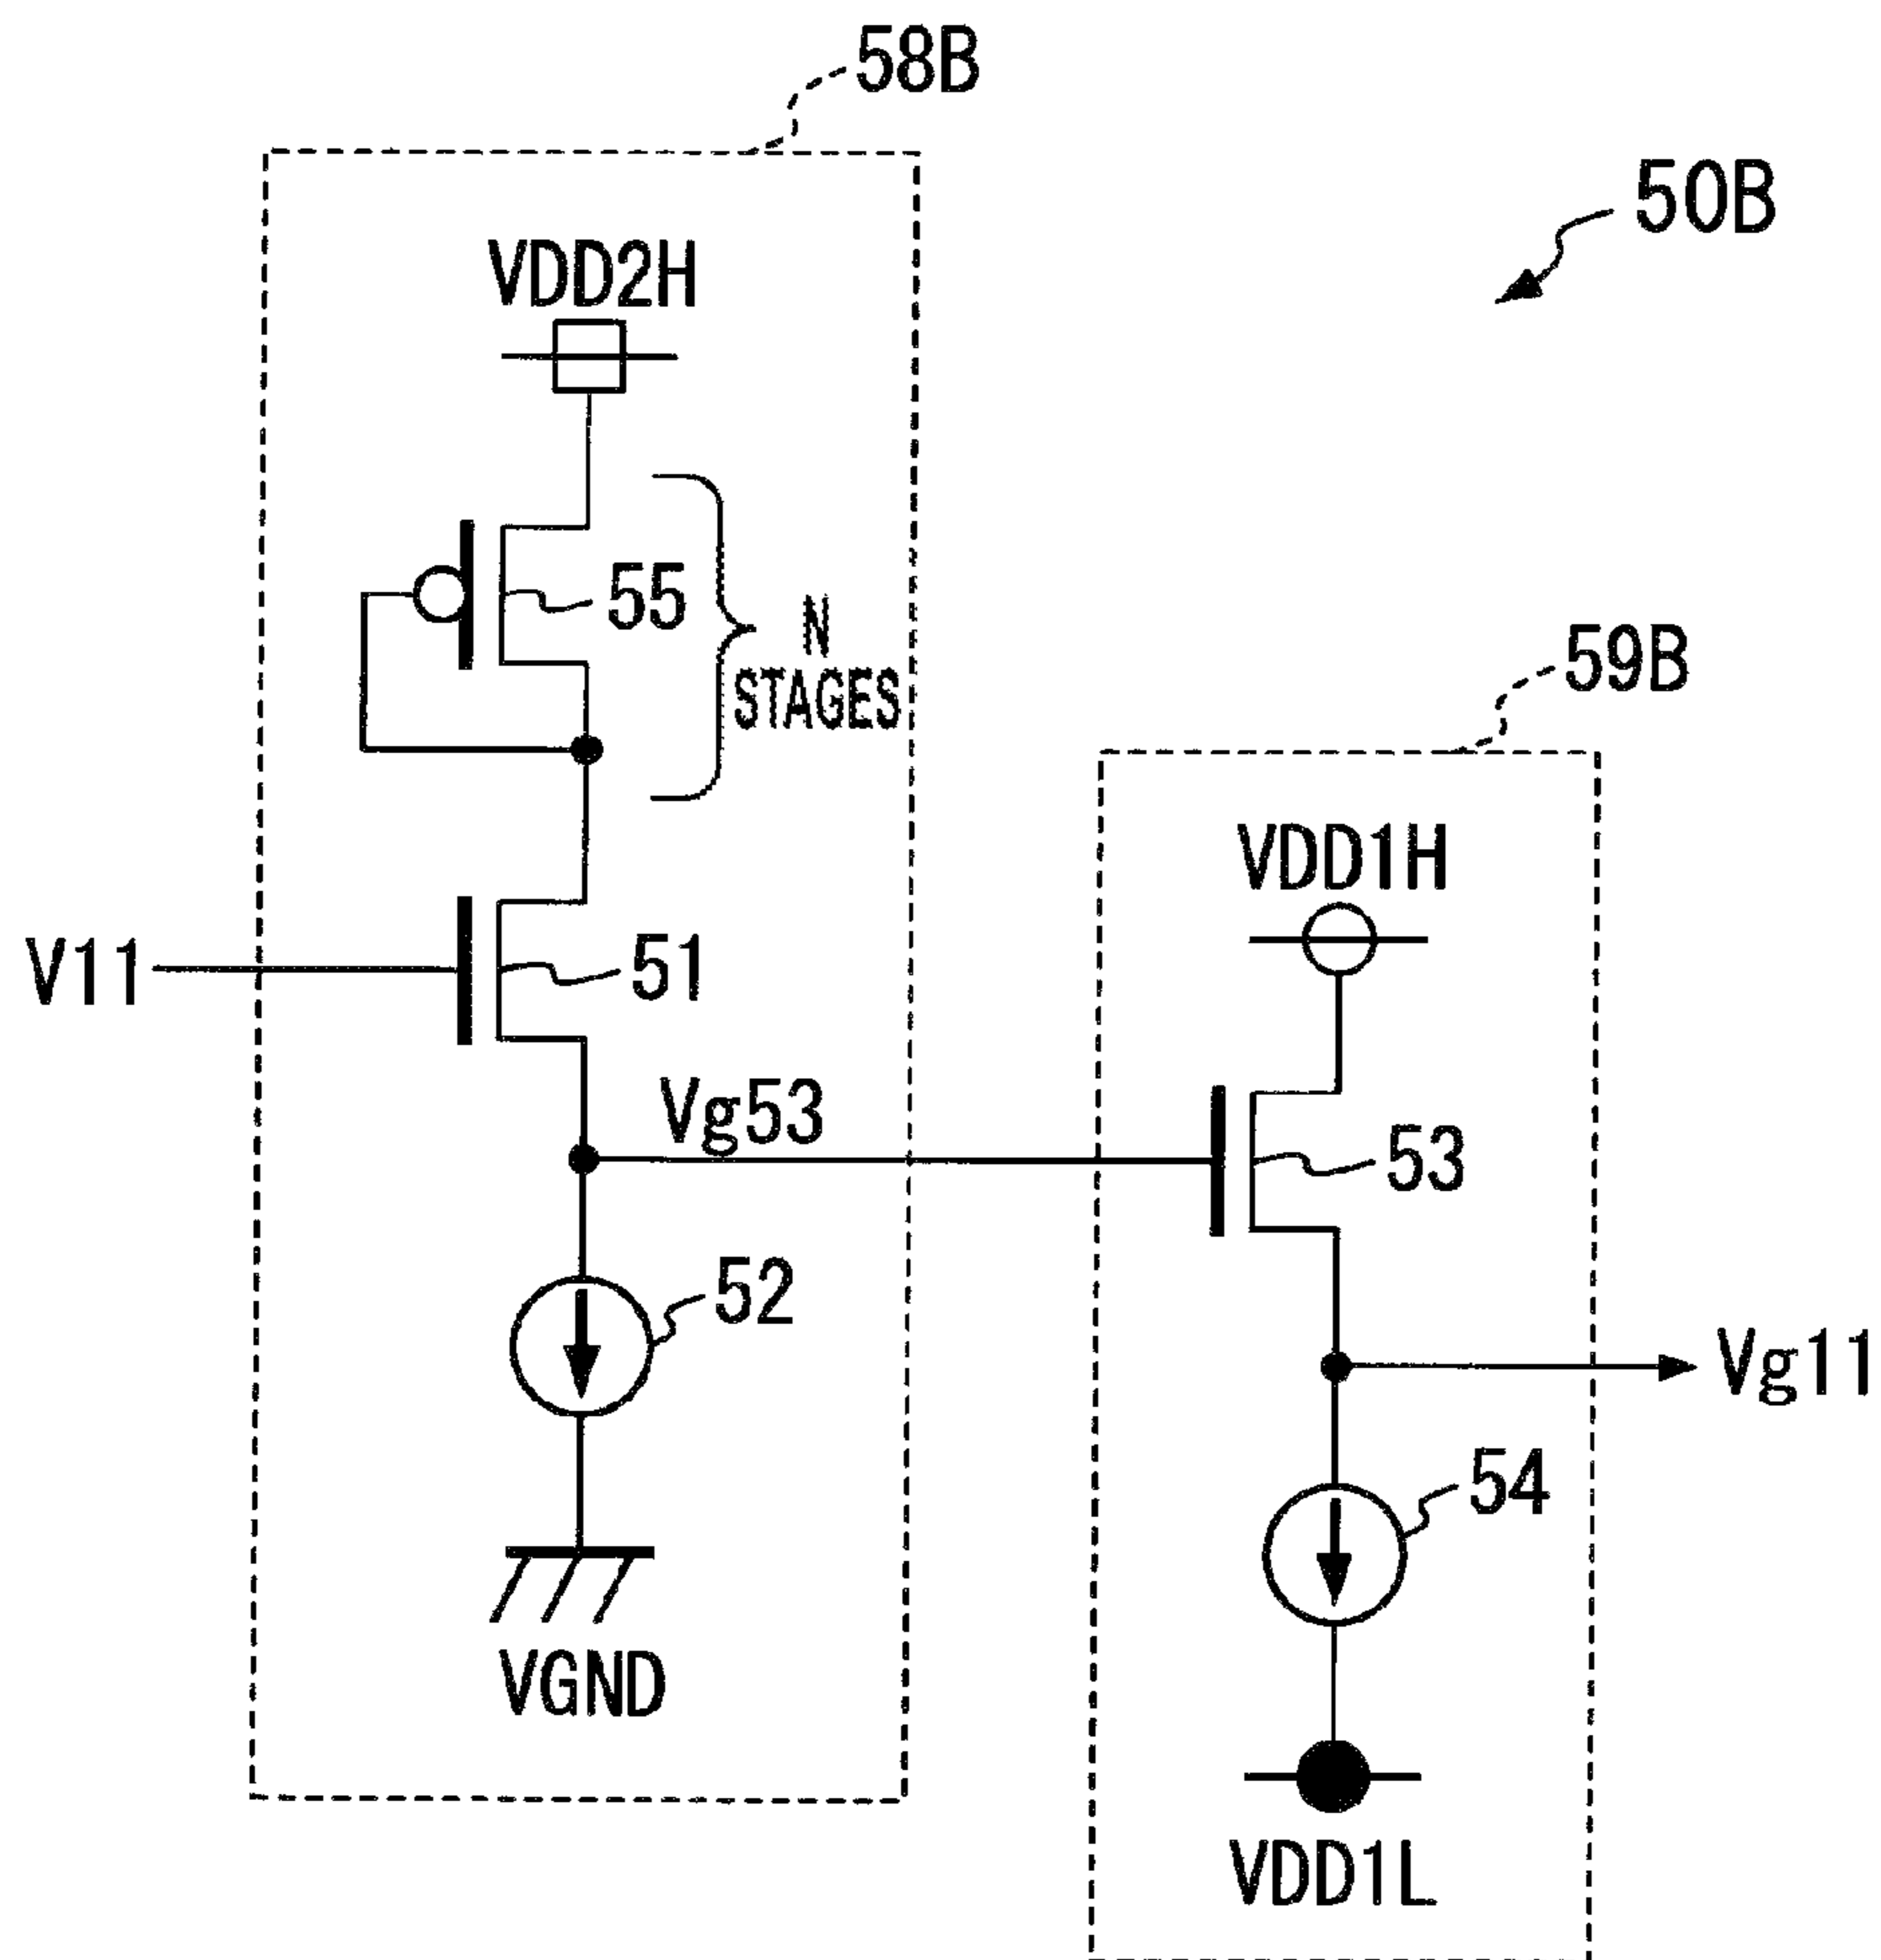 58B
50B
VDD2H
55
N
STAGES
59B
VDD1H
V11
51
Vg53
53
52
Vg11
54
VGND
VDD1L